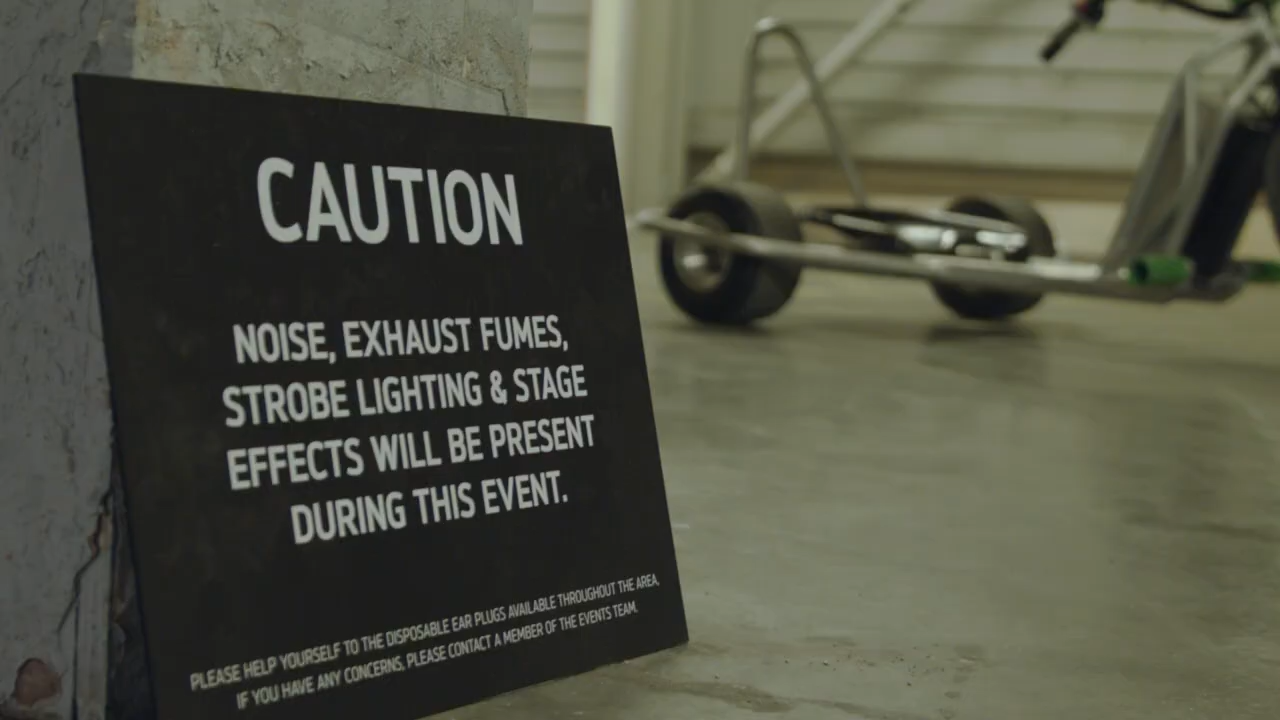 CAUTION
NOISE, EXHAUST FUMES,
STROBE LIGHTING & STAGE
EFFECTS WILL BE PRESENT
DURING THIS EVENT.
PLEASE HELP YOURSELF TO THE DISPOSABLE EAR PLUGS AVAILABLE THROUGHOUT THE AREA,
IF YOU HAVE ANY CONCERNS, PLEASE CONTACT A MEMBER OF THE EVENTS TEAM.